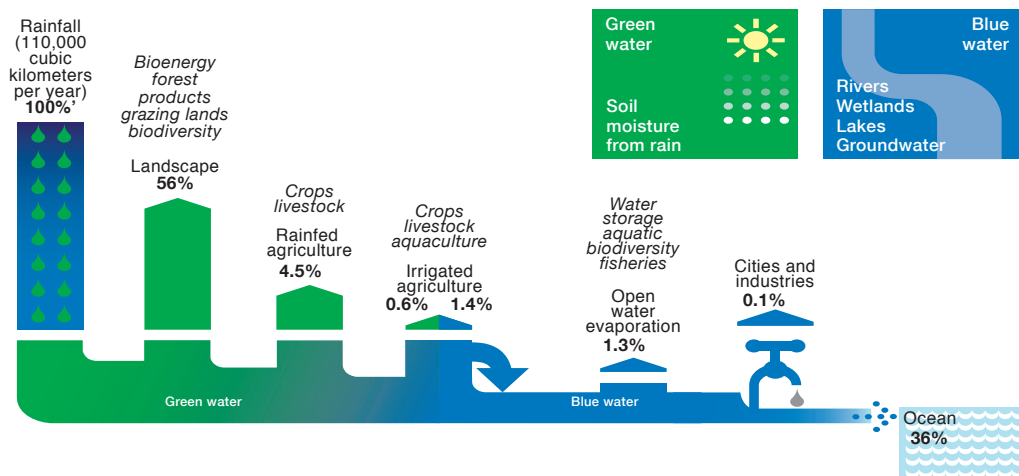 Rainfall
(110,000
cubic
kilometers
per year)
100%’
Bioenergy
forest
products
grazing lands
biodiversity
Landscape
56%
Crops
livestock
Rainfed
agriculture
4.5%
Crops
livestock
aquaculture
Irrigated
agriculture
0.6% 1.4%
Water
storage
aquatic
biodiversity
fisheries
Open
water
evaporation
1.3%
Cities and
industries
0.1%
Green
water
Soil
moisture
from rain
Blue
water
Rivers
Wetlands
Lakes
Groundwater
Green water
Blue water
Ocean
36%